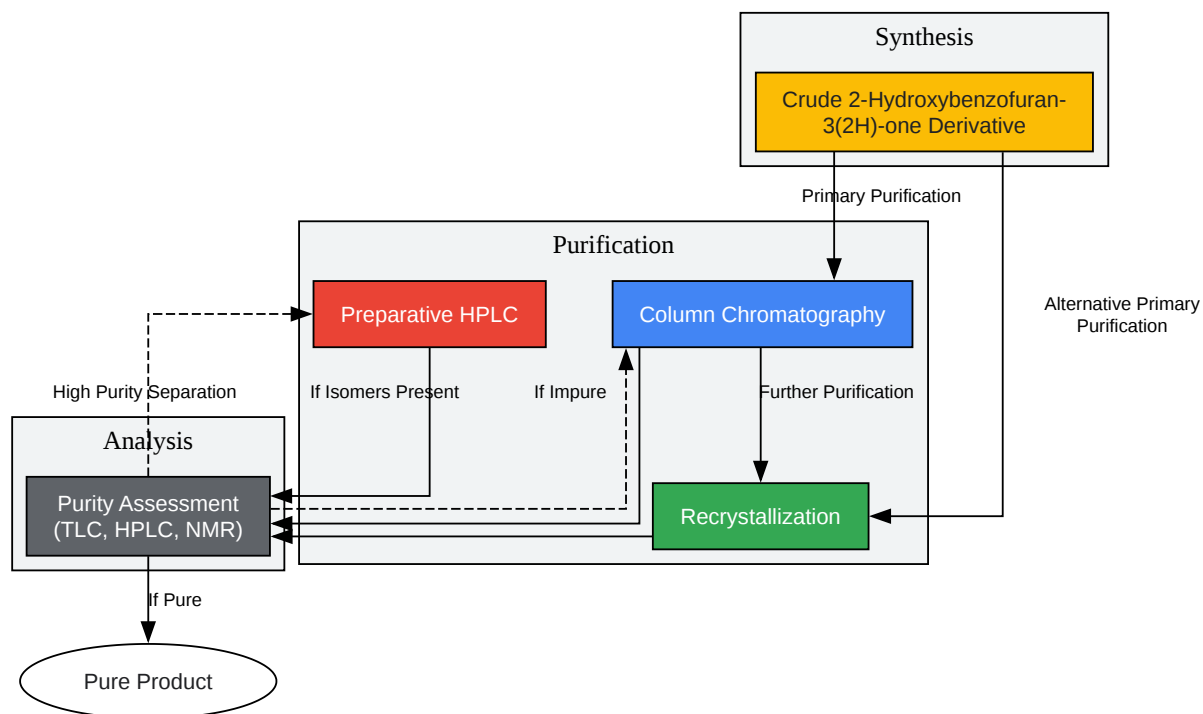 Synthesis
Crude 2-Hydroxybenzofuran-
3(2H)-one Derivative
Primary Purification
Purification
Preparative HPLC
Column Chromatography
Alternative Primary
Purification
High Purity Separation
If Isomers Present
If Impure
Further Purification
Analysis
Purity Assessment
(TLC, HPLC, NMR)
Recrystallization
If Pure
Pure Product